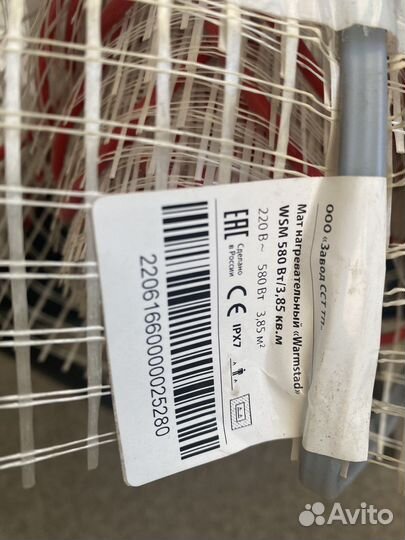 ООО «Завод ССТ ТП».
Мат нагревательный «Warmstad»
WSM 580 Вт/3,85 кв.м
220 В ~ 580 Вт 3,85 м²
EAC
Сделано
в России
CE IPX7
2206166000025280
Avito